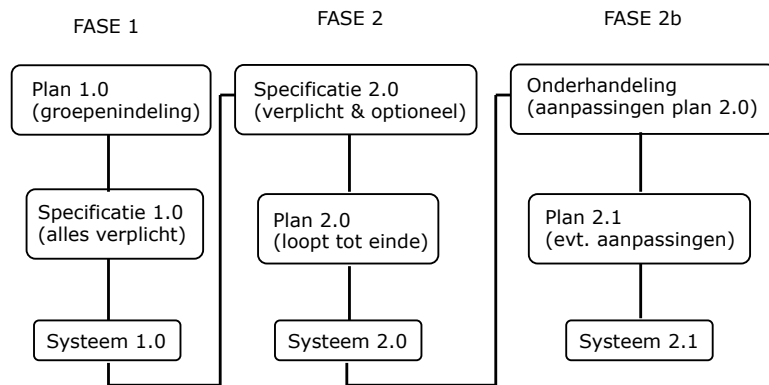 FASE 1
Plan 1.0
(groepenindeling)
Specificatie 1.0
(alles verplicht)
Systeem 1.0
FASE 2
Specificatie 2.0
(verplicht & optioneel)
Plan 2.0
(loopt tot einde)
Systeem 2.0
FASE 2b
Onderhandeling
(aanpassingen plan 2.0)
Plan 2.1
(evt. aanpassingen)
Systeem 2.1